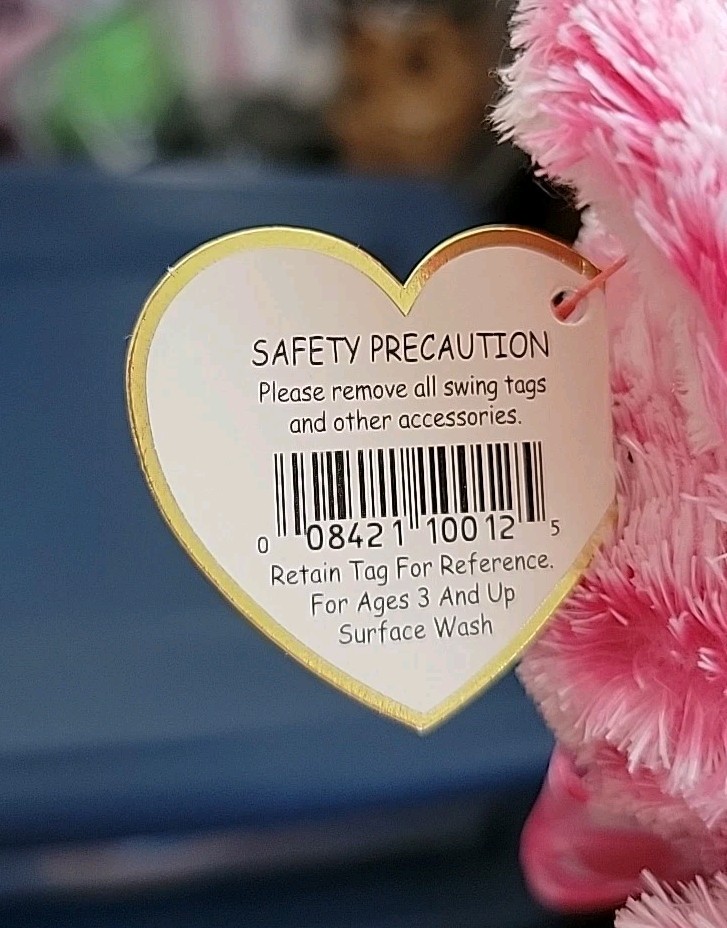 SAFETY PRECAUTION
Please remove all swing tags
and other accessories.
0 08421 10012 5
Retain Tag For Reference.
For Ages 3 And Up
Surface Wash